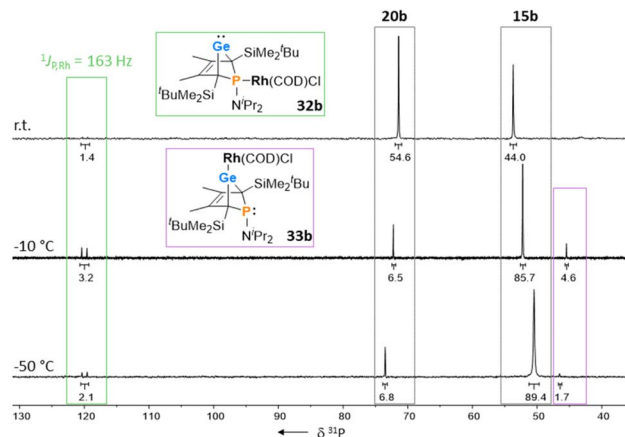 20b 15b
¹J_P,Rh = 163 Hz
Ge
SiMe₂ᵗBu
P Rh(COD)Cl
ᵗBuMe₂Si
NⁱPr₂
32b
r.t.
1.4 54.6 44.0
Rh(COD)Cl
Ge
SiMe2ᵗBu
P
ᵗBuMe₂Si
NⁱPr₂
33b
-10 °C
3.2 6.5 85.7 4.6
-50 °C
2.1 6.8 89.4 1.7
130 120 110 100 90 80 70 60 50 40
← δ ³¹P